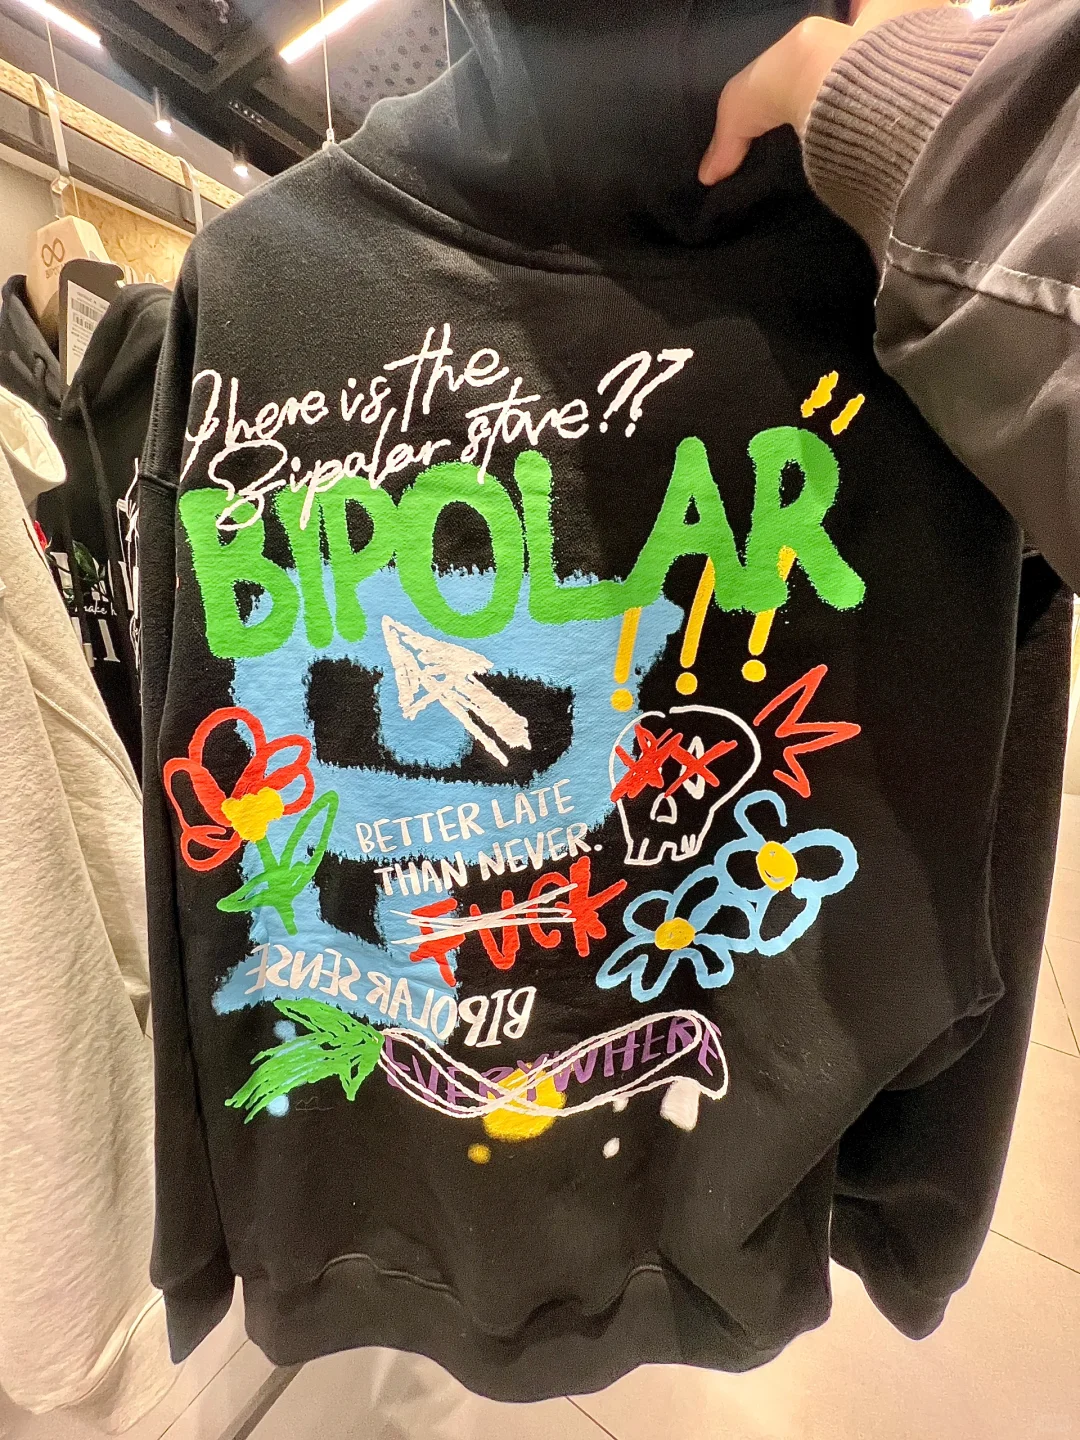 Where is the
Bipolar store??
BIPOLAR
!!!
BETTER LATE
THAN NEVER.
FUCK
BIPOLAR SENSE
BIPOLAR
EVERYWHERE